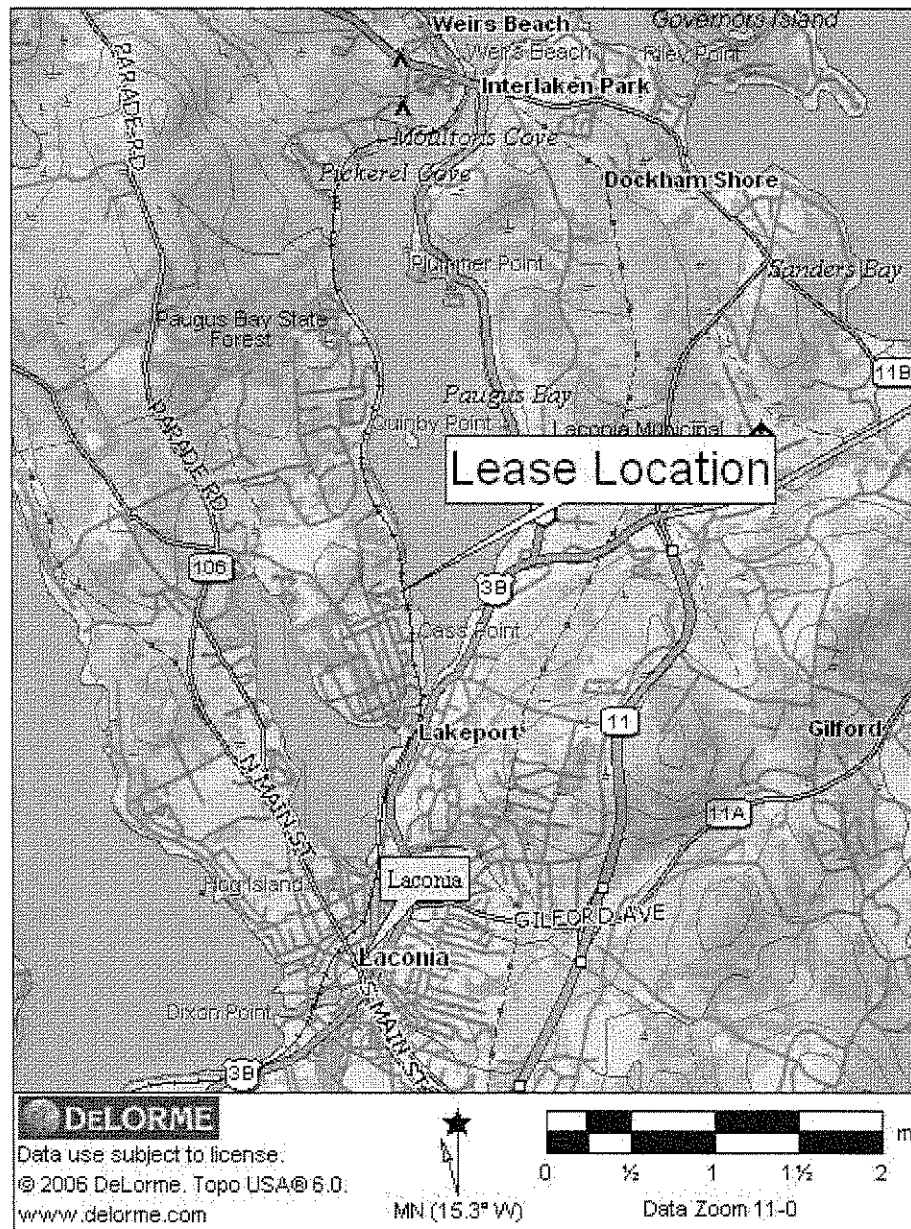 Governors Island
Weirs Beach
Weirs Beach
Riley Point
PARADE RD
Interlaken Park
Moultons Cove
Pickerel Cove
Dockham Shore
Plummer Point
Sanders Bay
Paugus Bay State
Forest
11B
Paugus Bay
PARADE RD
Quinby Point
Laconia Municipal
Lease Location
106
3B
Cass Point
11
Lakeport
Gilford
N MAIN ST
11A
Hog Island
Laconia
GILFORD AVE
Laconia
Dixon Point
S MAIN ST
3B
DELORME
Data use subject to license.
© 2006 DeLorme. Topo USA® 6.0.
www.delorme.com
MN (15.3° W)
m
0 ½ 1 1½ 2
Data Zoom 11-0